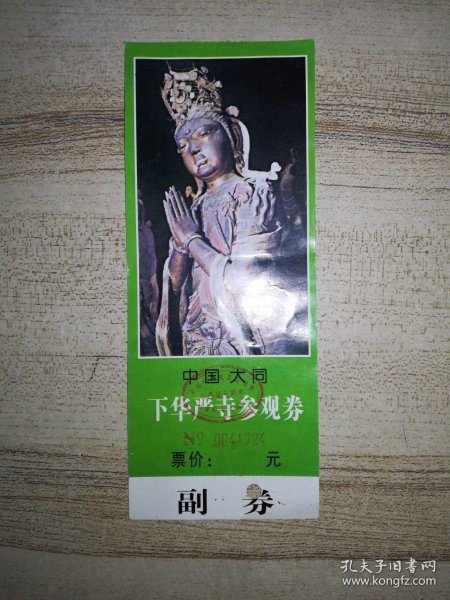 中国 大同
下华严寺参观券
№ 0041784
票价： 元
副 券
孔夫子旧书网
www.kongfz.com